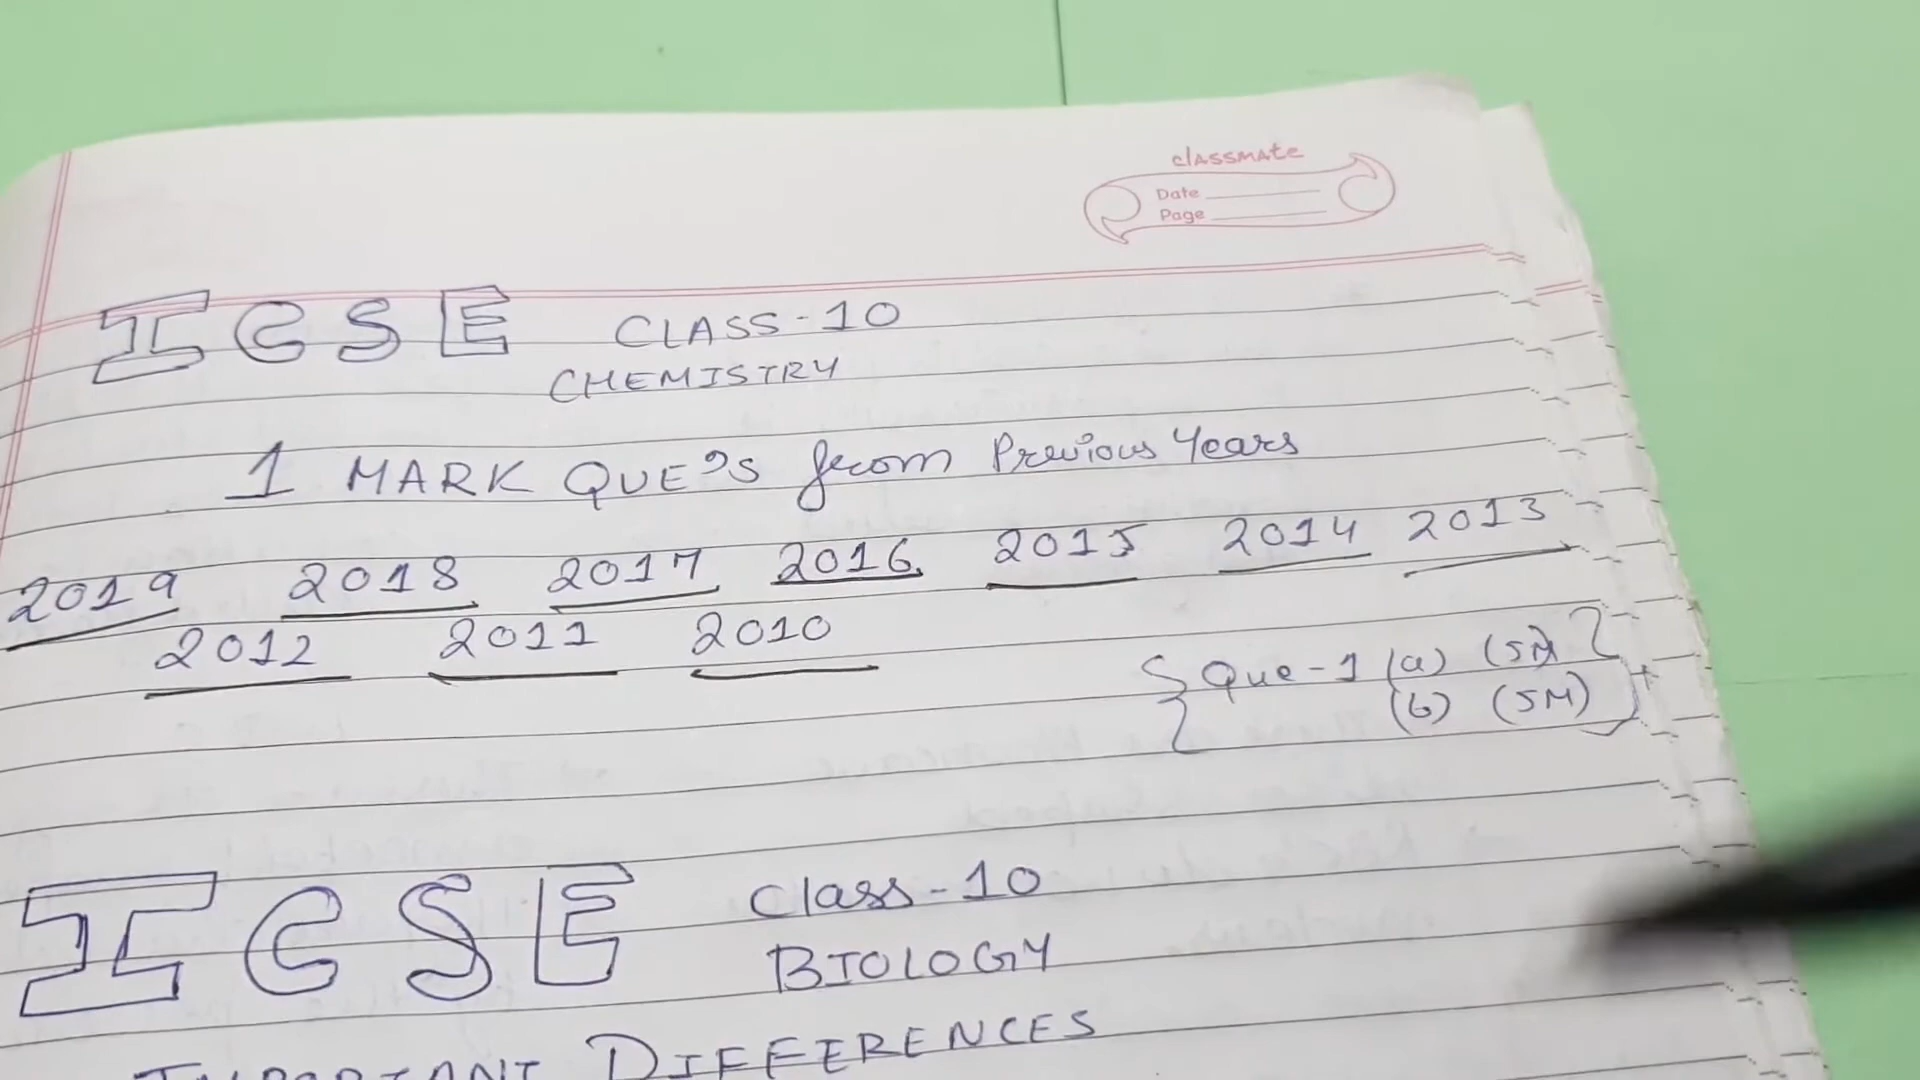 classmate
Date
Page
ICSE CLASS-10
CHEMISTRY
1 MARK QUE'S from Previous Years
2019 2018 2017 2016 2015 2014 2013
2012 2011 2010
Que-1 (a) (5M)
(b) (5M)
ICSE Class-10
BIOLOGY
IMPORTANT DIFFERENCES